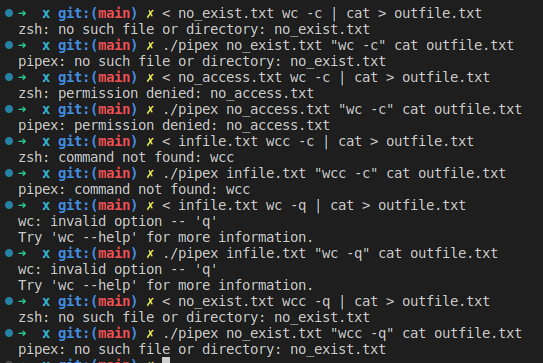 ➜  x git:(main) ✗ < no_exist.txt wc -c | cat > outfile.txt
zsh: no such file or directory: no_exist.txt
➜  x git:(main) ✗ ./pipex no_exist.txt "wc -c" cat outfile.txt
pipex: no such file or directory: no_exist.txt
➜  x git:(main) ✗ < no_access.txt wc -c | cat > outfile.txt
zsh: permission denied: no_access.txt
➜  x git:(main) ✗ ./pipex no_access.txt "wc -c" cat outfile.txt
pipex: permission denied: no_access.txt
➜  x git:(main) ✗ < infile.txt wcc -c | cat > outfile.txt
zsh: command not found: wcc
➜  x git:(main) ✗ ./pipex infile.txt "wcc -c" cat outfile.txt
pipex: command not found: wcc
➜  x git:(main) ✗ < infile.txt wc -q | cat > outfile.txt
wc: invalid option -- 'q'
Try 'wc --help' for more information.
➜  x git:(main) ✗ ./pipex infile.txt "wc -q" cat outfile.txt
wc: invalid option -- 'q'
Try 'wc --help' for more information.
➜  x git:(main) ✗ < no_exist.txt wcc -q | cat > outfile.txt
zsh: no such file or directory: no_exist.txt
➜  x git:(main) ✗ ./pipex no_exist.txt "wcc -q" cat outfile.txt
pipex: no such file or directory: no_exist.txt
➜  x git:(main) ✗